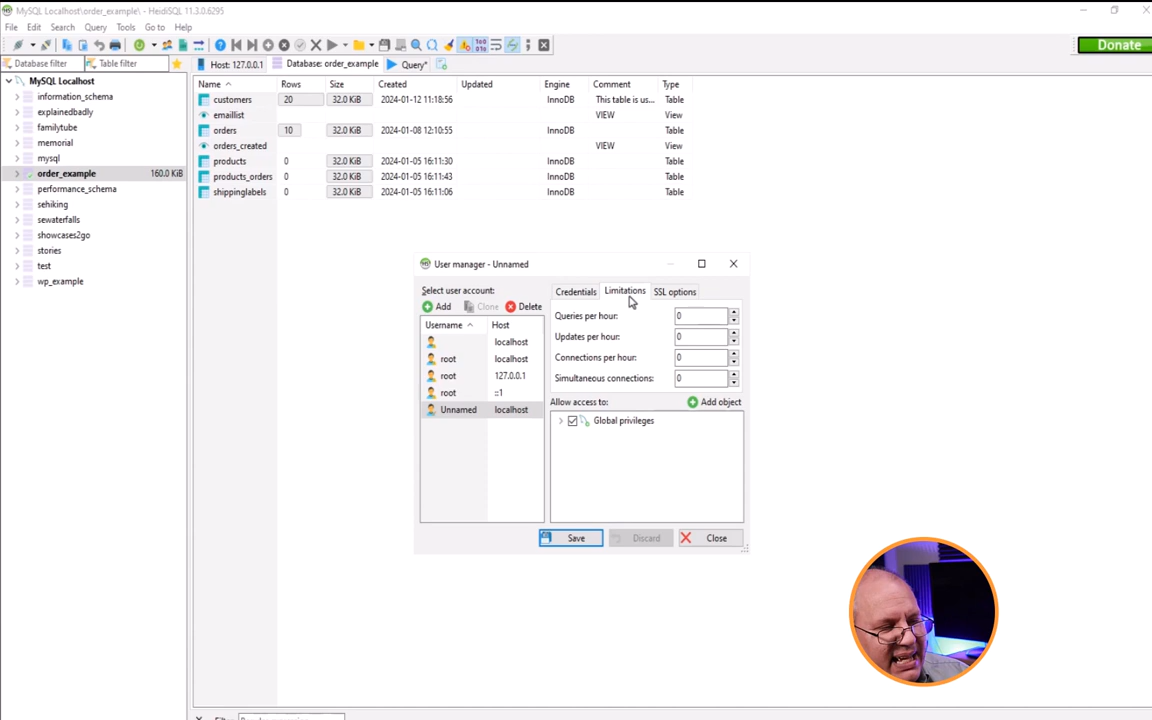 MySQL Localhost\order_example\ - HeidiSQL 11.3.0.6295
File Edit Search Query Tools Go to Help
Donate
Database filter Table filter
Host: 127.0.0.1 Database: order_example Query*
MySQL Localhost
information_schema
explainedbadly
familytube
memorial
mysql
order_example 160.0 KiB
performance_schema
sehiking
sewaterfalls
showcases2go
stories
test
wp_example
Name Rows Size Created Updated Engine Comment Type
customers 20 32.0 KiB 2024-01-12 11:18:56 InnoDB This table is us... Table
emaillist VIEW View
orders 10 32.0 KiB 2024-01-08 12:10:55 InnoDB Table
orders_created VIEW View
products 0 32.0 KiB 2024-01-05 16:11:30 InnoDB Table
products_orders 0 32.0 KiB 2024-01-05 16:11:43 InnoDB Table
shippinglabels 0 32.0 KiB 2024-01-05 16:11:06 InnoDB Table
User manager - Unnamed
Select user account:
Add Clone Delete
Username Host
localhost
root localhost
root 127.0.0.1
root ::1
Unnamed localhost
Credentials Limitations SSL options
Queries per hour: 0
Updates per hour: 0
Connections per hour: 0
Simultaneous connections: 0
Allow access to: Add object
Global privileges
Save Discard Close